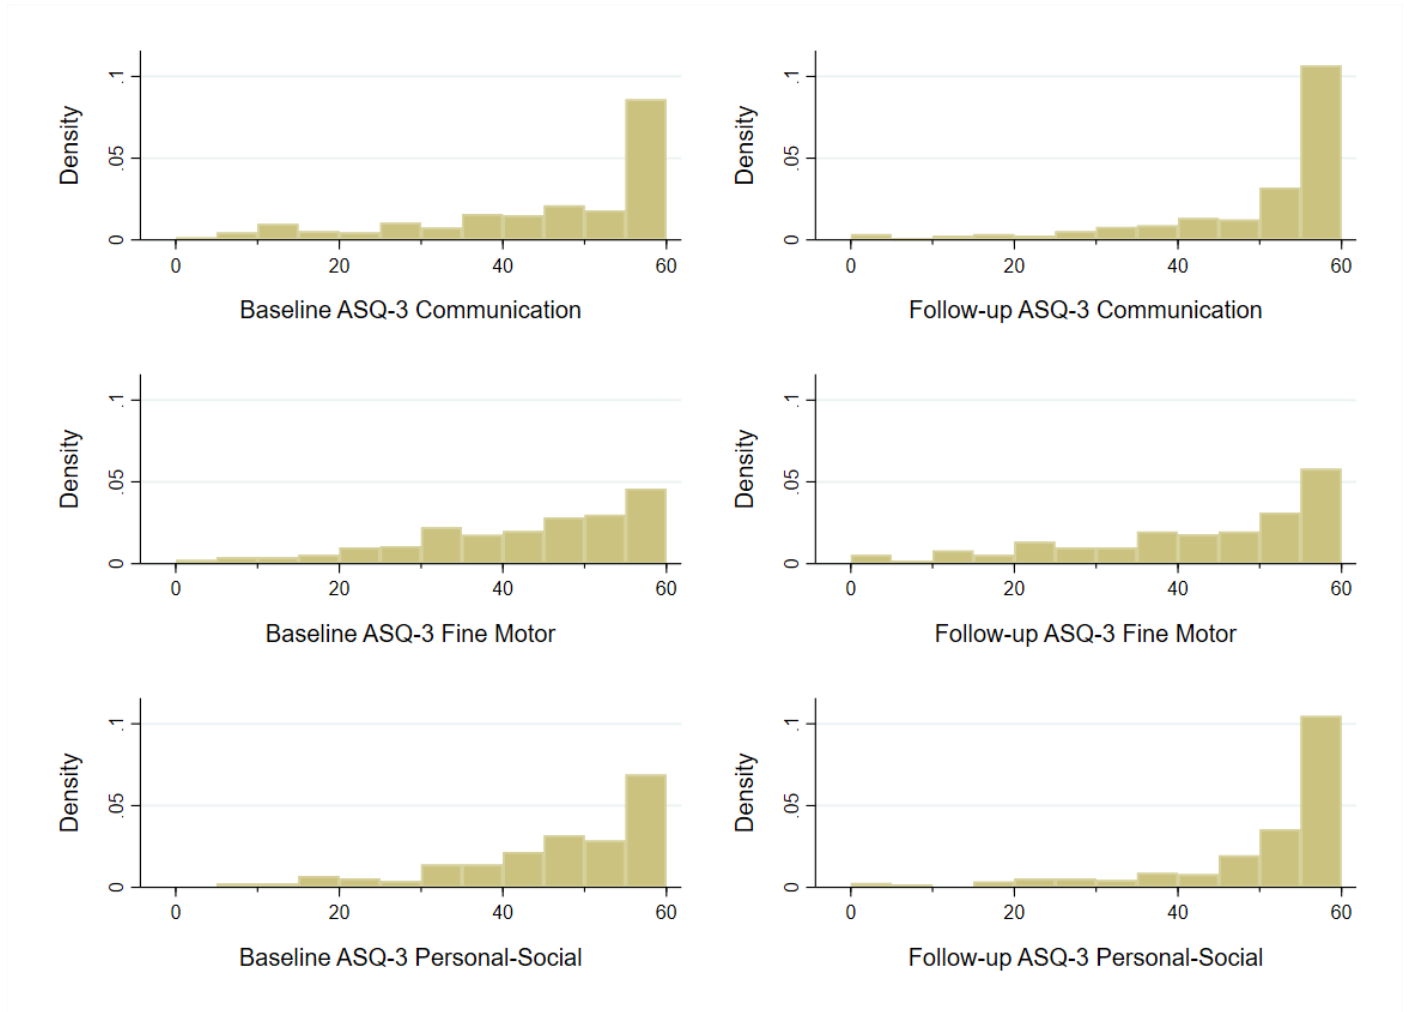 Density
.1
.05
0
0 20 40 60
Baseline ASQ-3 Communication
Density
.1
.05
0
0 20 40 60
Follow-up ASQ-3 Communication
Density
.1
.05
0
0 20 40 60
Baseline ASQ-3 Fine Motor
Density
.1
.05
0
0 20 40 60
Follow-up ASQ-3 Fine Motor
Density
.1
.05
0
0 20 40 60
Baseline ASQ-3 Personal-Social
Density
.1
.05
0
0 20 40 60
Follow-up ASQ-3 Personal-Social